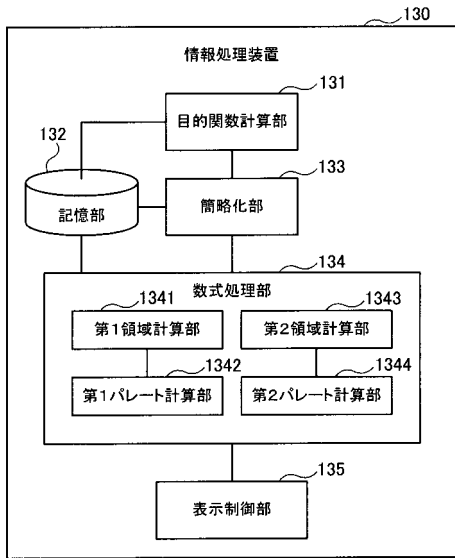 130
情報処理装置
131
目的関数計算部
132
記憶部
133
簡略化部
134
数式処理部
1341
第1領域計算部
1343
第2領域計算部
1342
第1パレート計算部
1344
第2パレート計算部
135
表示制御部